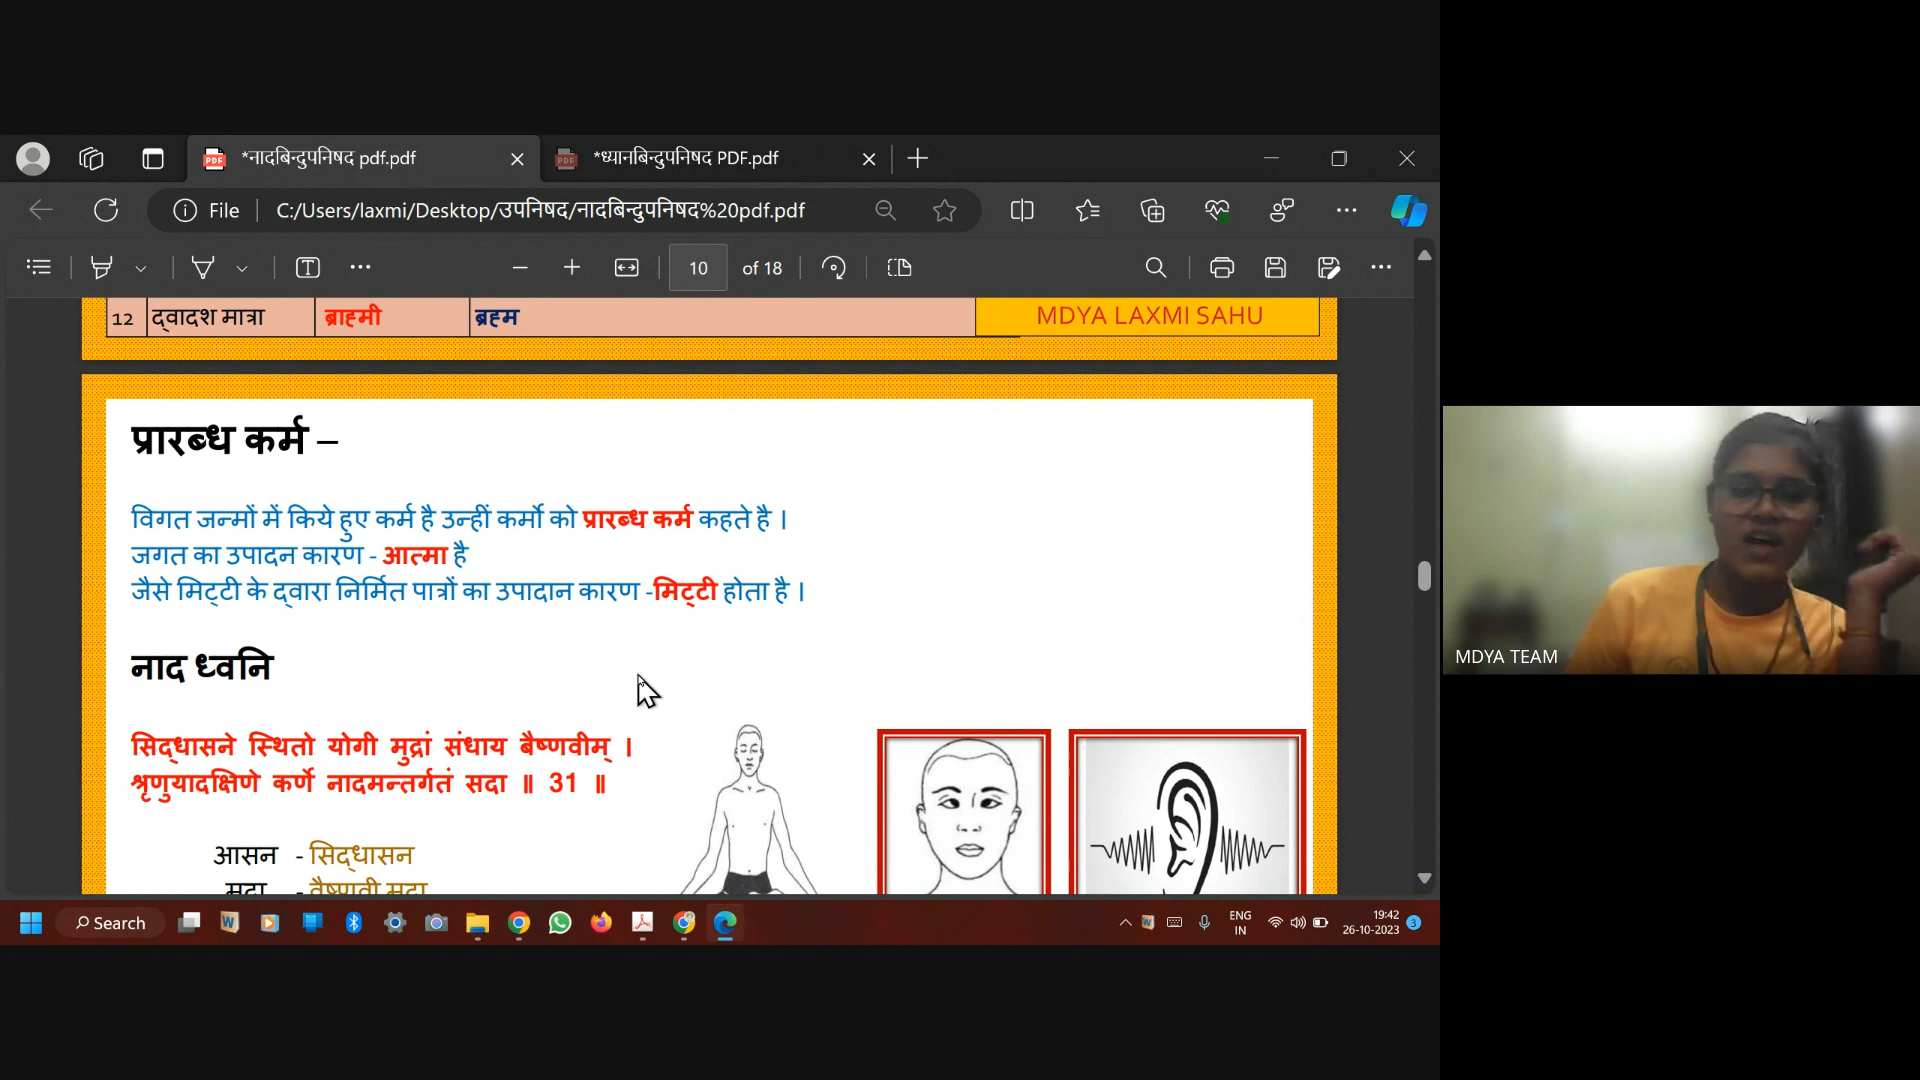 *नादबिन्दुपनिषद pdf.pdf
*ध्यानबिन्दुपनिषद PDF.pdf
File
C:/Users/laxmi/Desktop/उपनिषद/नादबिन्दुपनिषद%20pdf.pdf
10 of 18
12 द्वादश मात्रा ब्राह्मी ब्रह्म MDYA LAXMI SAHU
प्रारब्ध कर्म –
विगत जन्मों में किये हुए कर्म है उन्हीं कर्मो को प्रारब्ध कर्म कहते है ।
जगत का उपादन कारण - आत्मा है
जैसे मिट्टी के द्वारा निर्मित पात्रों का उपादान कारण -मिट्टी होता है ।
नाद ध्वनि
सिद्धासने स्थितो योगी मुद्रां संधाय बैष्णवीम् ।
श्रृणुयादक्षिणे कर्णे नादमन्तर्गतं सदा ॥ 31 ॥
आसन - सिद्धासन
मुद्रा - वैष्णवी मुद्रा
MDYA TEAM
Search
ENG
IN
19:42
26-10-2023
3